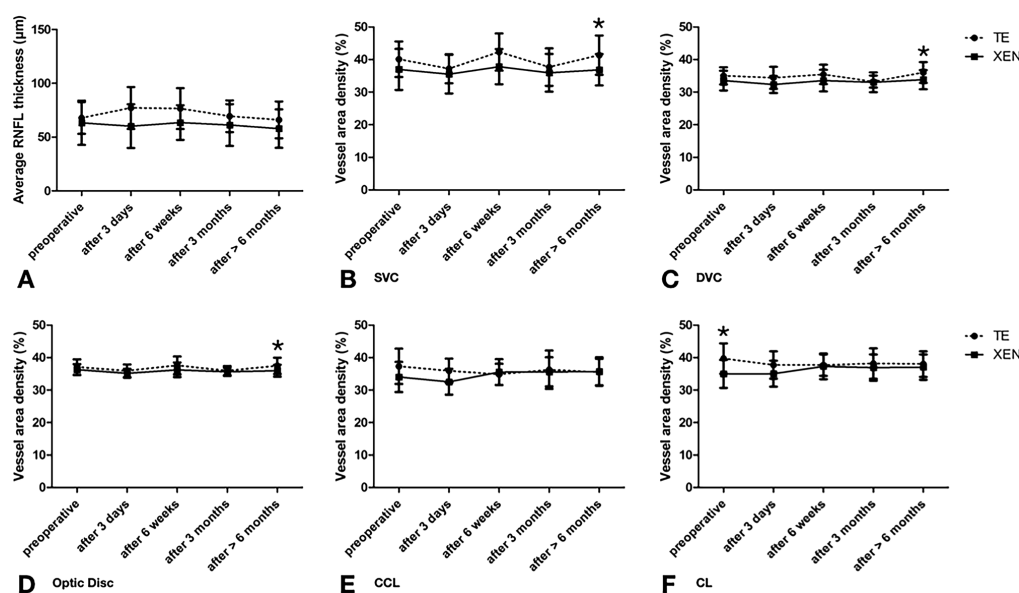 Average RNFL thickness (µm)
150
100
50
0
preoperative
after 3 days
after 6 weeks
after 3 months
after > 6 months
A
Vessel area density (%)
50
40
30
20
10
0
*
preoperative
after 3 days
after 6 weeks
after 3 months
after > 6 months
B SVC
Vessel area density (%)
50
40
30
20
10
0
*
TE
XEN
preoperative
after 3 days
after 6 weeks
after 3 months
after > 6 months
C DVC
Vessel area density (%)
50
40
30
20
10
0
*
preoperative
after 3 days
after 6 weeks
after 3 months
after > 6 months
D Optic Disc
Vessel area density (%)
50
40
30
20
10
0
preoperative
after 3 days
after 6 weeks
after 3 months
after > 6 months
E CCL
Vessel area density (%)
50
40
30
20
10
0
*
TE
XEN
preoperative
after 3 days
after 6 weeks
after 3 months
after > 6 months
F CL